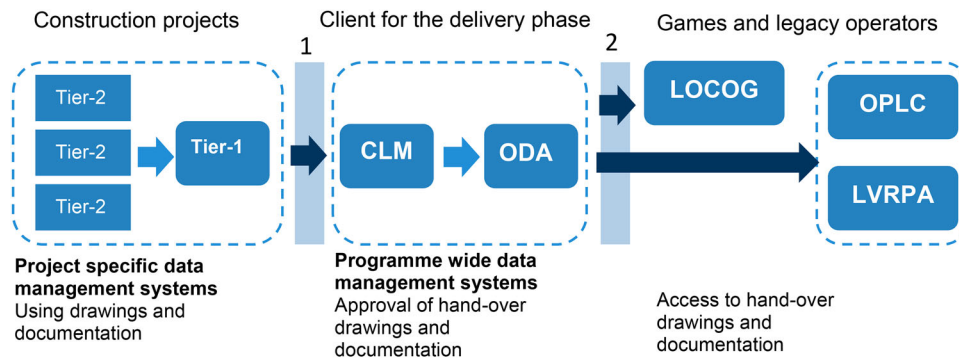 Construction projects
Client for the delivery phase
Games and legacy operators
1
2
Tier-2
Tier-2
Tier-2
Tier-1
CLM
ODA
LOCOG
OPLC
LVRPA
Project specific data
management systems
Using drawings and
documentation
Programme wide data
management systems
Approval of hand-over
drawings and
documentation
Access to hand-over
drawings and
documentation